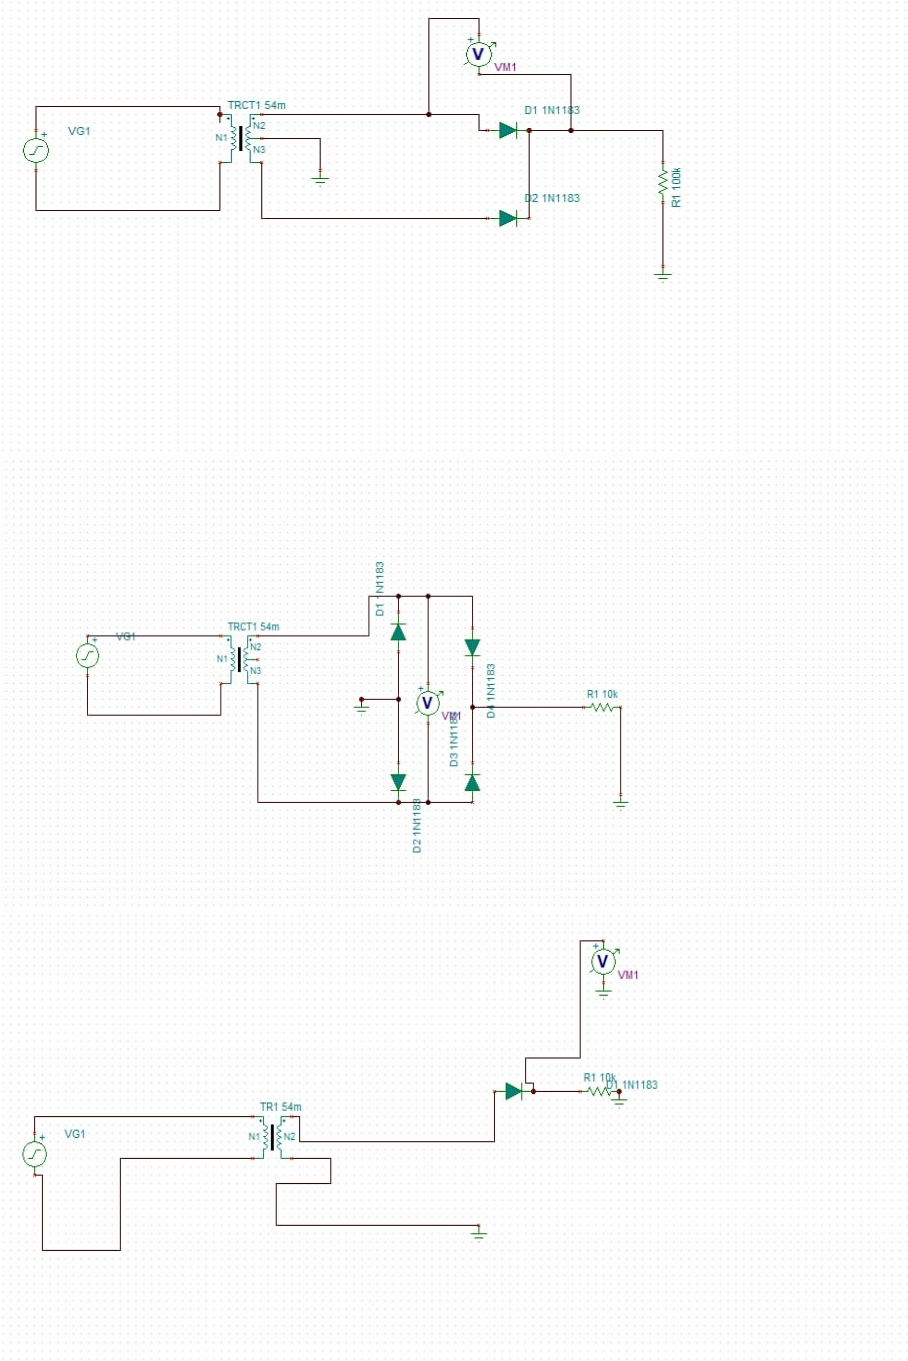 +
V
VM1
TRCT1 54m
D1 1N1183
VG1
+
N1
N2
N3
R1 100k
D2 1N1183
D1 1N1183
TRCT1 54m
VG1
+
N1
N2
N3
+
V
VM1
D4 1N1183
R1 10k
D3 1N1183
D2 1N1183
+
V
VM1
R1 10k
D1 1N1183
TR1 54m
VG1
+
N1
N2